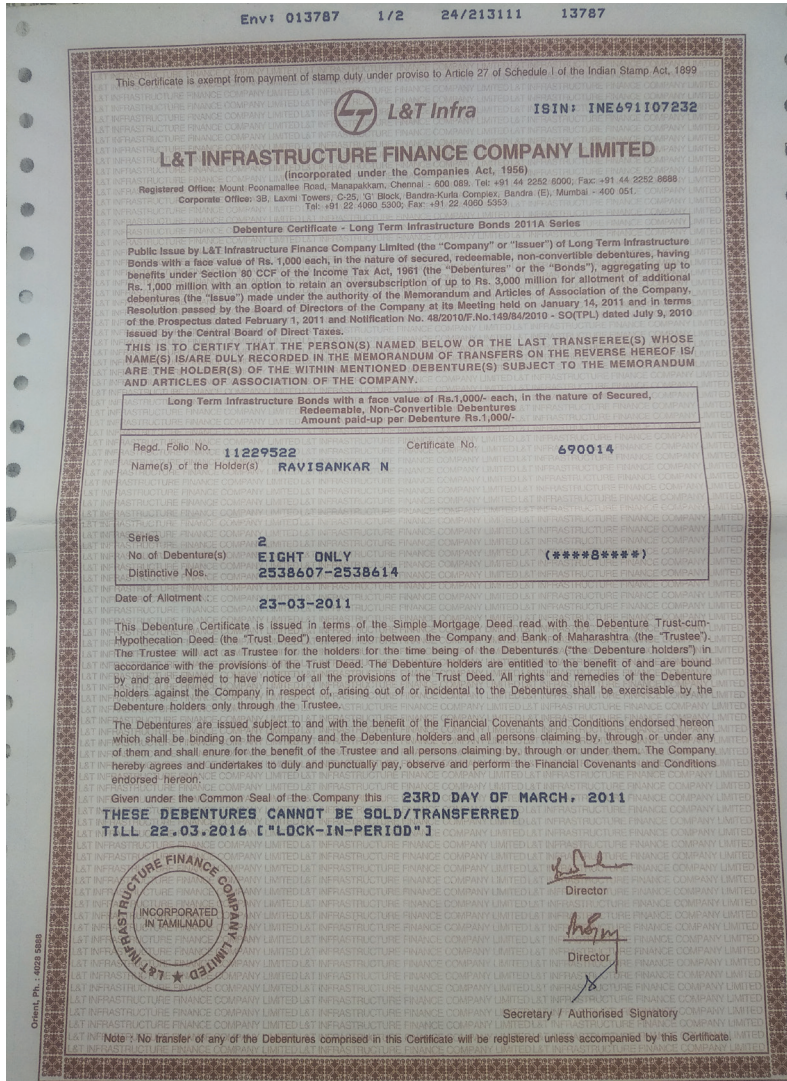 Env: 013787 1/2 24/213111 13787
This Certificate is exempt from payment of stamp duty under proviso to Article 27 of Schedule I of the Indian Stamp Act, 1899
L&T Infra
ISIN: INE691I07232
L&T INFRASTRUCTURE FINANCE COMPANY LIMITED
(incorporated under the Companies Act, 1956)
Registered Office: Mount Poonamallee Road, Manapakkam, Chennai - 600 089. Tel: +91 44 2252 8000; Fax: +91 44 2252 8688
Corporate Office: 3B, Laxmi Towers, C-25, 'G' Block, Bandra-Kurla Complex, Bandra (E), Mumbai - 400 051.
Tel: +91 22 4060 5300; Fax: +91 22 4060 5353
Debenture Certificate - Long Term Infrastructure Bonds 2011A Series
Public Issue by L&T Infrastructure Finance Company Limited (the "Company" or "Issuer") of Long Term Infrastructure
Bonds with a face value of Rs. 1,000 each, in the nature of secured, redeemable, non-convertible debentures, having
benefits under Section 80 CCF of the Income Tax Act, 1961 (the "Debentures" or the "Bonds"), aggregating up to
Rs. 1,000 million with an option to retain an oversubscription of up to Rs. 3,000 million for allotment of additional
debentures (the "Issue") made under the authority of the Memorandum and Articles of Association of the Company,
Resolution passed by the Board of Directors of the Company at its Meeting held on January 14, 2011 and in terms
of the Prospectus dated February 1, 2011 and Notification No. 48/2010/F.No.149/84/2010 - SO(TPL) dated July 9, 2010
issued by the Central Board of Direct Taxes.
THIS IS TO CERTIFY THAT THE PERSON(S) NAMED BELOW OR THE LAST TRANSFEREE(S) WHOSE
NAME(S) IS/ARE DULY RECORDED IN THE MEMORANDUM OF TRANSFERS ON THE REVERSE HEREOF IS/
ARE THE HOLDER(S) OF THE WITHIN MENTIONED DEBENTURE(S) SUBJECT TO THE MEMORANDUM
AND ARTICLES OF ASSOCIATION OF THE COMPANY.
Long Term Infrastructure Bonds with a face value of Rs.1,000/- each, in the nature of Secured,
Redeemable, Non-Convertible Debentures
Amount paid-up per Debenture Rs.1,000/-
Regd. Folio No. 11229522 Certificate No. 690014
Name(s) of the Holder(s) RAVISANKAR N
Series 2
No of Debenture(s) EIGHT ONLY (****8****)
Distinctive Nos. 2538607-2538614
Date of Allotment : 23-03-2011
This Debenture Certificate is issued in terms of the Simple Mortgage Deed read with the Debenture Trust-cum-
Hypothecation Deed (the "Trust Deed") entered into between the Company and Bank of Maharashtra (the "Trustee").
The Trustee will act as Trustee for the holders for the time being of the Debentures ("the Debenture holders") in
accordance with the provisions of the Trust Deed. The Debenture holders are entitled to the benefit of and are bound
by and are deemed to have notice of all the provisions of the Trust Deed. All rights and remedies of the Debenture
holders against the Company in respect of, arising out of or incidental to the Debentures shall be exercisable by the
Debenture holders only through the Trustee.
The Debentures are issued subject to and with the benefit of the Financial Covenants and Conditions endorsed hereon
which shall be binding on the Company and the Debenture holders and all persons claiming by, through or under any
of them and shall enure for the benefit of the Trustee and all persons claiming by, through or under them. The Company
hereby agrees and undertakes to duly and punctually pay, observe and perform the Financial Covenants and Conditions
endorsed hereon.
Given under the Common Seal of the Company this 23RD DAY OF MARCH, 2011
THESE DEBENTURES CANNOT BE SOLD/TRANSFERRED
TILL 22.03.2016 ["LOCK-IN-PERIOD"]
L&T INFRASTRUCTURE FINANCE COMPANY LIMITED
INCORPORATED
IN TAMILNADU
Director
Director
Secretary / Authorised Signatory
Note : No transfer of any of the Debentures comprised in this Certificate will be registered unless accompanied by this Certificate.
Orient, Ph. : 4028 5888